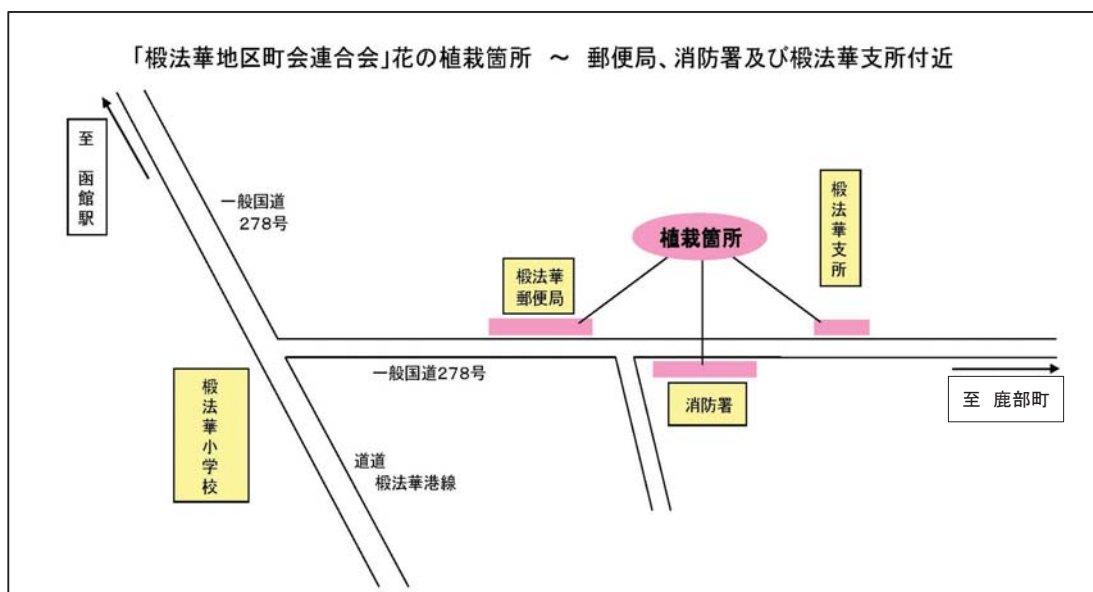 「椴法華地区町会連合会」花の植栽箇所 ～ 郵便局、消防署及び椴法華支所付近
至 函館駅
一般国道
278号
植栽箇所
椴法華支所
椴法華
郵便局
一般国道278号
消防署
至 鹿部町
椴法華小学校
道道
椴法華港線